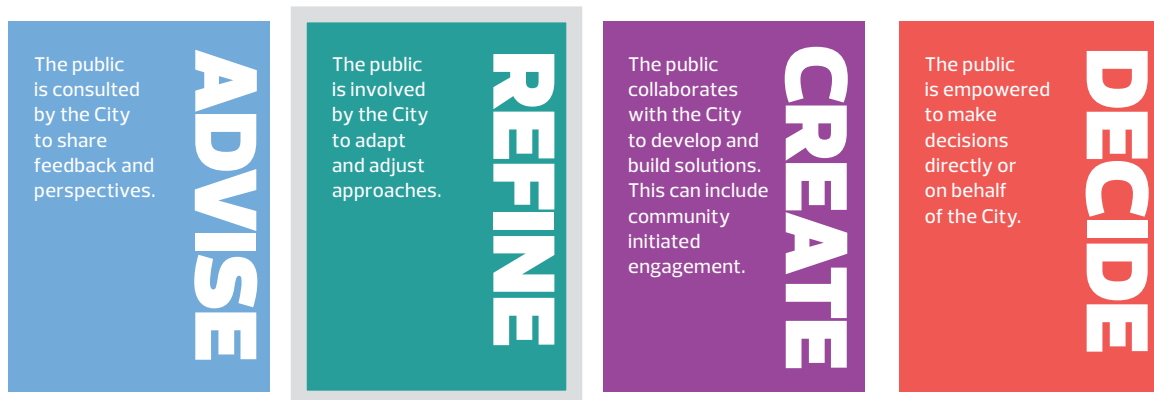 The public
is consulted
by the City
to share
feedback and
perspectives.
ADVISE
The public
is involved
by the City
to adapt
and adjust
approaches.
REFINE
The public
collaborates
with the City
to develop and
build solutions.
This can include
community
initiated
engagement.
CREATE
The public
is empowered
to make
decisions
directly or
on behalf
of the City.
DECIDE